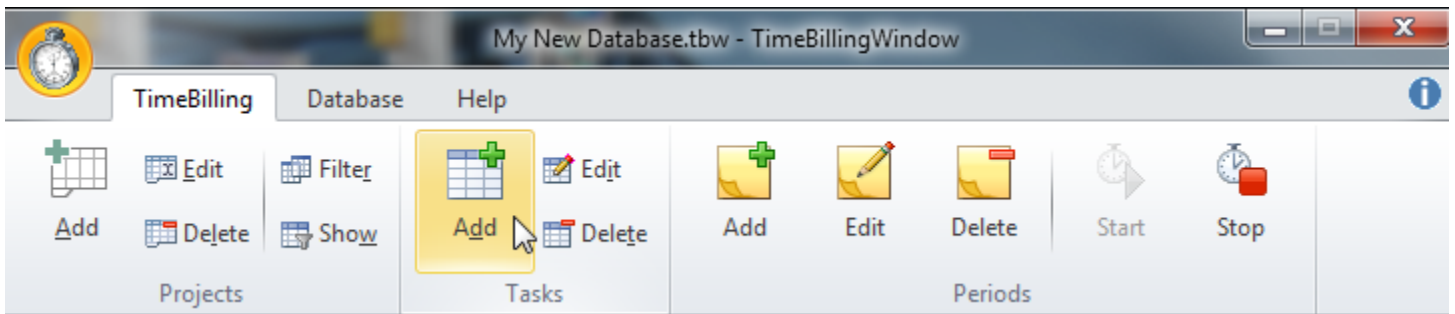 My New Database.tbw - TimeBillingWindow
TimeBilling Database Help
Add Edit Delete Filter Show
Projects
Add Edit Delete
Tasks
Add Edit Delete Start Stop
Periods